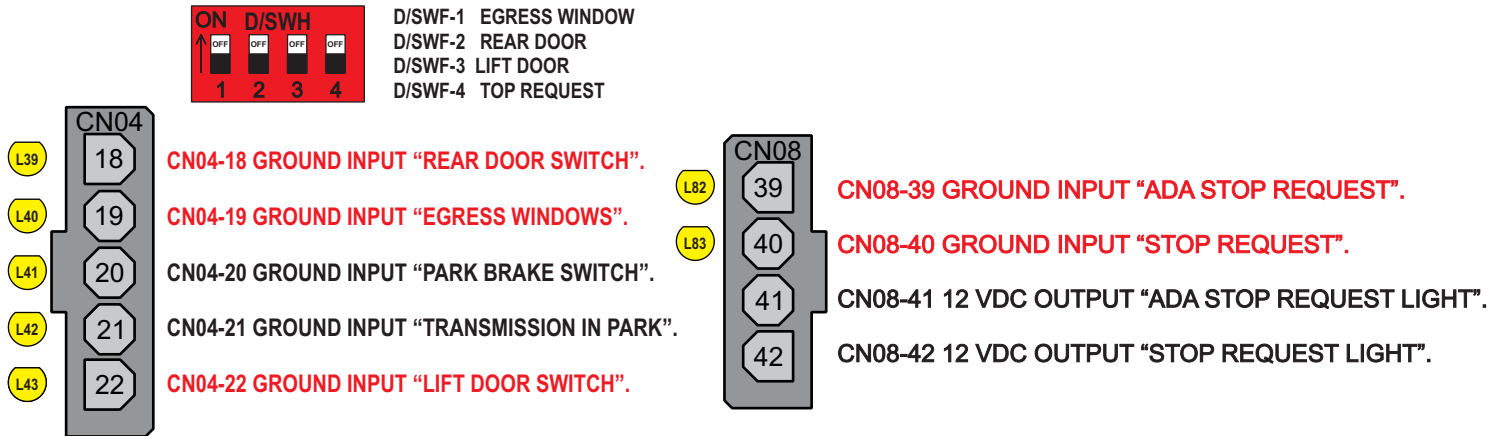 ON D/SWH
OFF OFF OFF OFF
1 2 3 4
D/SWF-1 EGRESS WINDOW
D/SWF-2 REAR DOOR
D/SWF-3 LIFT DOOR
D/SWF-4 TOP REQUEST
CN04
L39 18 CN04-18 GROUND INPUT “REAR DOOR SWITCH”.
L40 19 CN04-19 GROUND INPUT “EGRESS WINDOWS”.
L41 20 CN04-20 GROUND INPUT “PARK BRAKE SWITCH”.
L42 21 CN04-21 GROUND INPUT “TRANSMISSION IN PARK”.
L43 22 CN04-22 GROUND INPUT “LIFT DOOR SWITCH”.
CN08
L82 39 CN08-39 GROUND INPUT “ADA STOP REQUEST”.
L83 40 CN08-40 GROUND INPUT “STOP REQUEST”.
41 CN08-41 12 VDC OUTPUT “ADA STOP REQUEST LIGHT”.
42 CN08-42 12 VDC OUTPUT “STOP REQUEST LIGHT”.